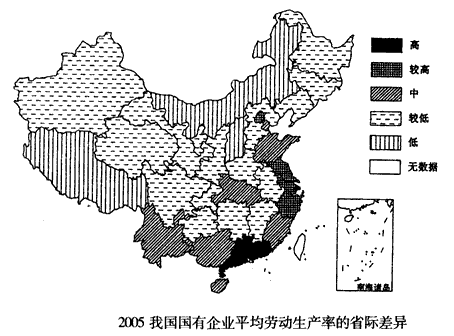 高
较高
中
较低
低
无数据
南海诸岛
2005 我国国有企业平均劳动生产率的省际差异